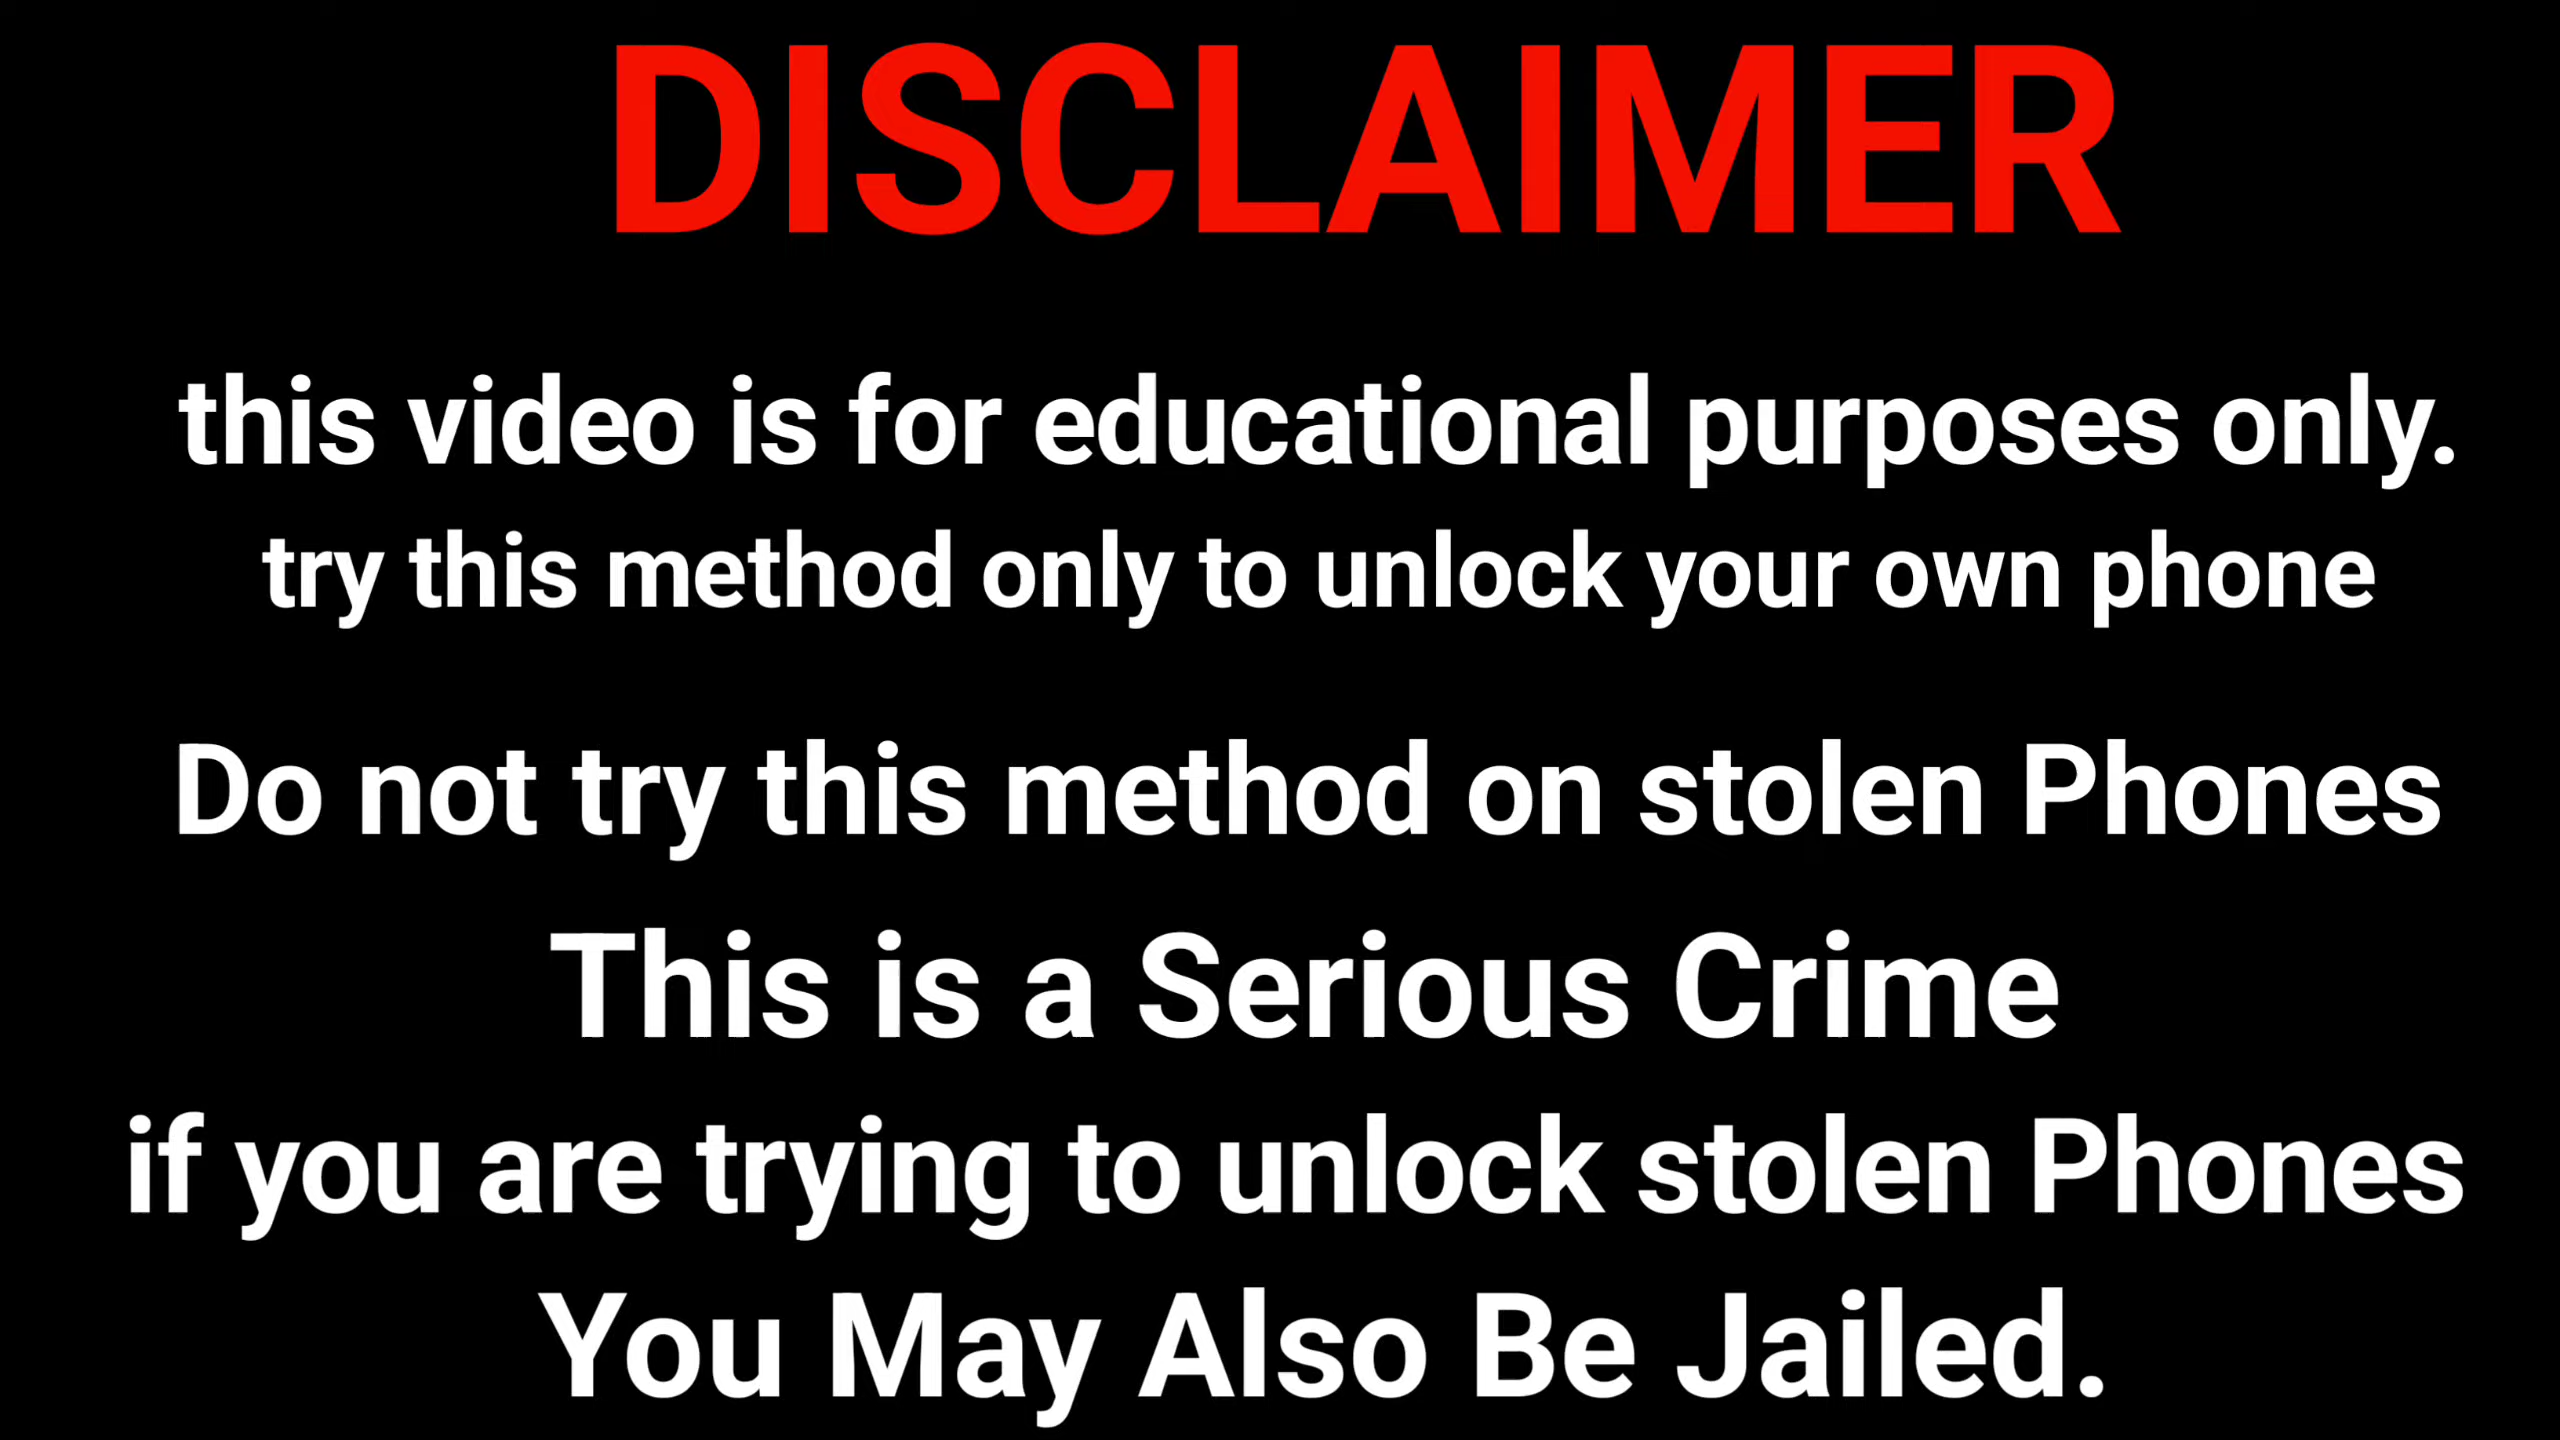 DISCLAIMER
this video is for educational purposes only.
try this method only to unlock your own phone
Do not try this method on stolen Phones
This is a Serious Crime
if you are trying to unlock stolen Phones
You May Also Be Jailed.